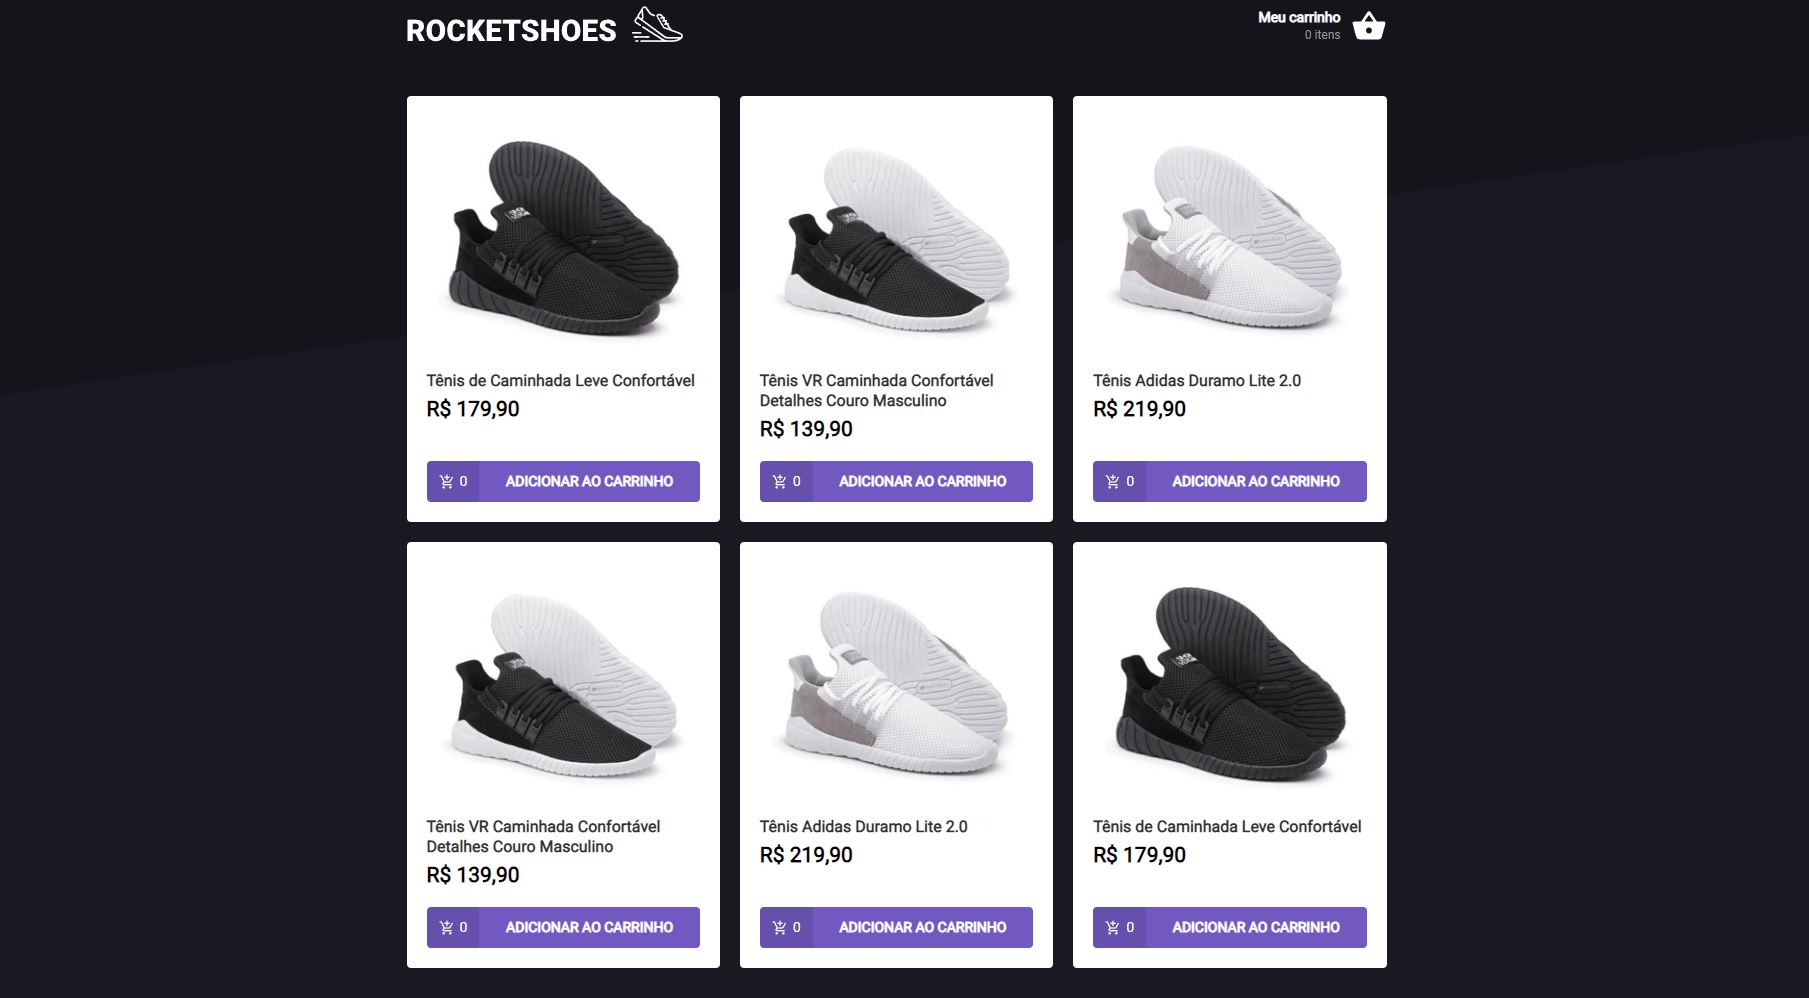 ROCKETSHOES
Meu carrinho
0 itens
Tênis de Caminhada Leve Confortável
R$ 179,90
0 ADICIONAR AO CARRINHO
Tênis VR Caminhada Confortável
Detalhes Couro Masculino
R$ 139,90
0 ADICIONAR AO CARRINHO
Tênis Adidas Duramo Lite 2.0
R$ 219,90
0 ADICIONAR AO CARRINHO
Tênis VR Caminhada Confortável
Detalhes Couro Masculino
R$ 139,90
0 ADICIONAR AO CARRINHO
Tênis Adidas Duramo Lite 2.0
R$ 219,90
0 ADICIONAR AO CARRINHO
Tênis de Caminhada Leve Confortável
R$ 179,90
0 ADICIONAR AO CARRINHO